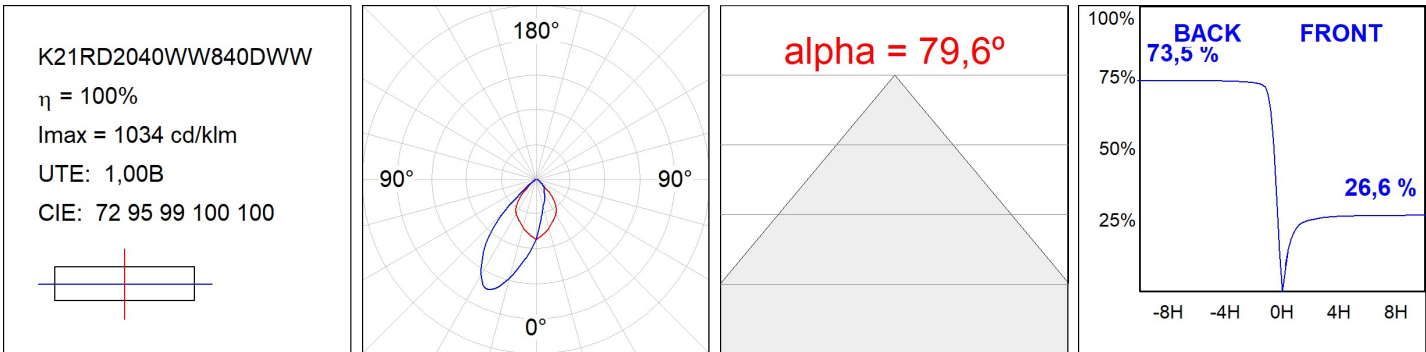 K21RD2040WW840DWW
η = 100%
Imax = 1034 cd/klm
UTE: 1,00B
CIE: 72 95 99 100 100
180°
90° 90°
0°
alpha = 79,6º
100%
BACK FRONT
73,5 %
75%
50%
26,6 %
25%
-8H -4H 0H 4H 8H